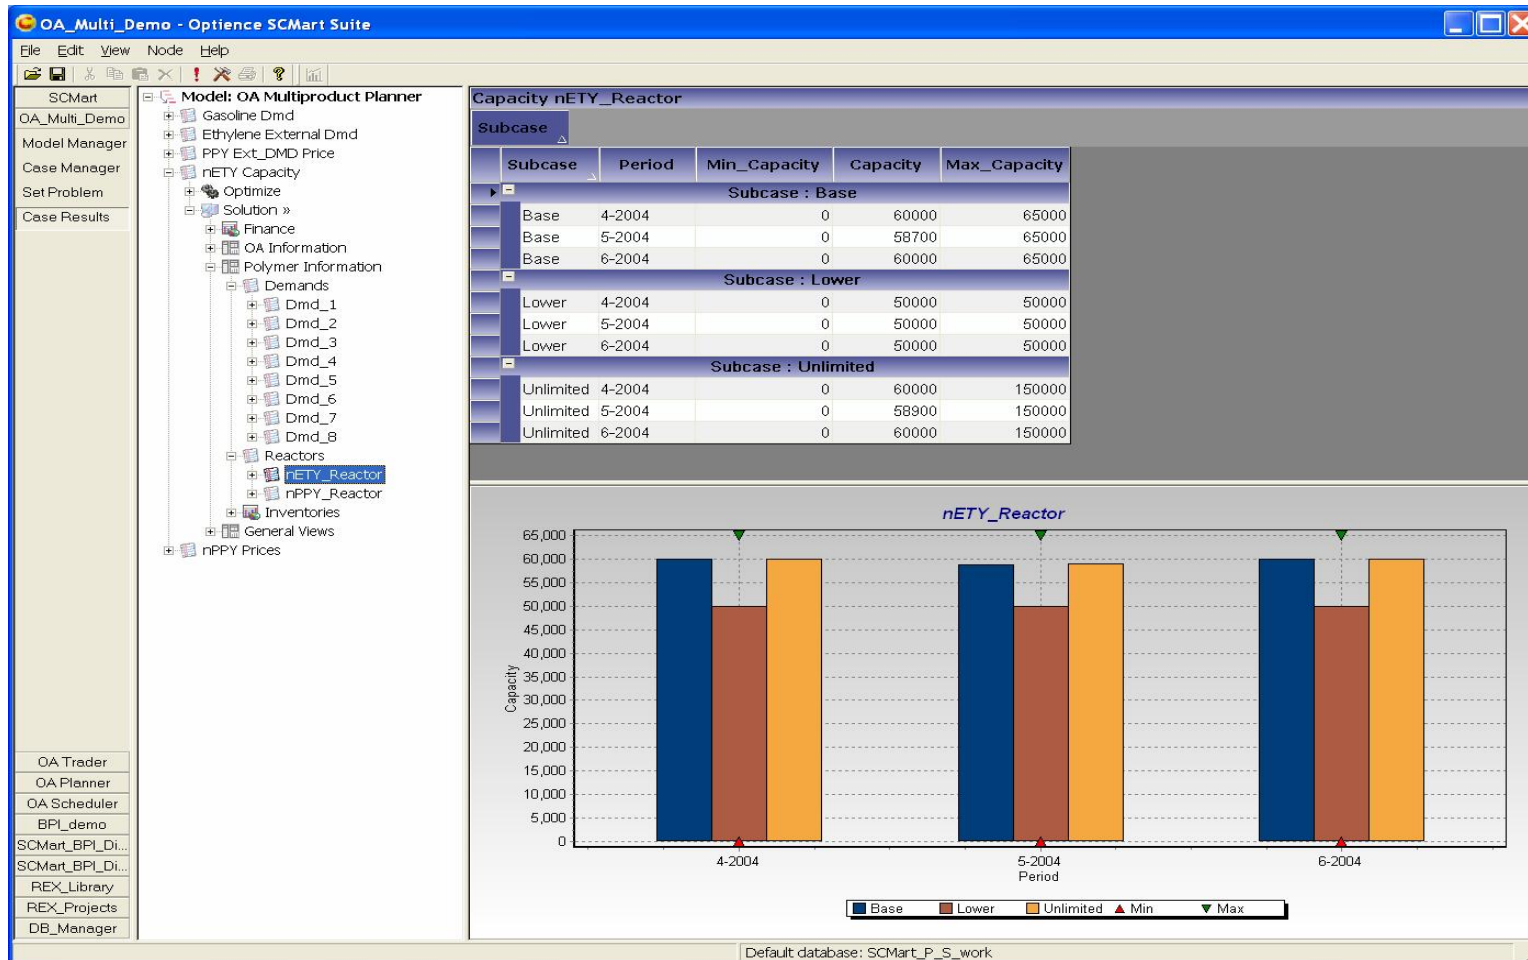 OA_Multi_Demo - Optience SCMart Suite
File Edit View Node Help
SCMart
OA_Multi_Demo
Model Manager
Case Manager
Set Problem
Case Results
OA Trader
OA Planner
OA Scheduler
BPI_demo
SCMart_BPI_Di...
SCMart_BPI_Di...
REX_Library
REX_Projects
DB_Manager
Model: OA Multiproduct Planner
Gasoline Dmd
Ethylene External Dmd
PPY Ext_DMD Price
nETY Capacity
Optimize
Solution »
Finance
OA Information
Polymer Information
Demands
Dmd_1
Dmd_2
Dmd_3
Dmd_4
Dmd_5
Dmd_6
Dmd_7
Dmd_8
Reactors
nETY_Reactor
nPPY_Reactor
Inventories
General Views
nPPY Prices
Capacity nETY_Reactor
Subcase
Subcase Period Min_Capacity Capacity Max_Capacity
Subcase : Base
Base 4-2004 0 60000 65000
Base 5-2004 0 58700 65000
Base 6-2004 0 60000 65000
Subcase : Lower
Lower 4-2004 0 50000 50000
Lower 5-2004 0 50000 50000
Lower 6-2004 0 50000 50000
Subcase : Unlimited
Unlimited 4-2004 0 60000 150000
Unlimited 5-2004 0 58900 150000
Unlimited 6-2004 0 60000 150000
nETY_Reactor
65,000
60,000
55,000
50,000
45,000
40,000
35,000
30,000
25,000
20,000
15,000
10,000
5,000
0
Capacity
4-2004 5-2004 6-2004
Period
Base Lower Unlimited Min Max
Default database: SCMart_P_S_work